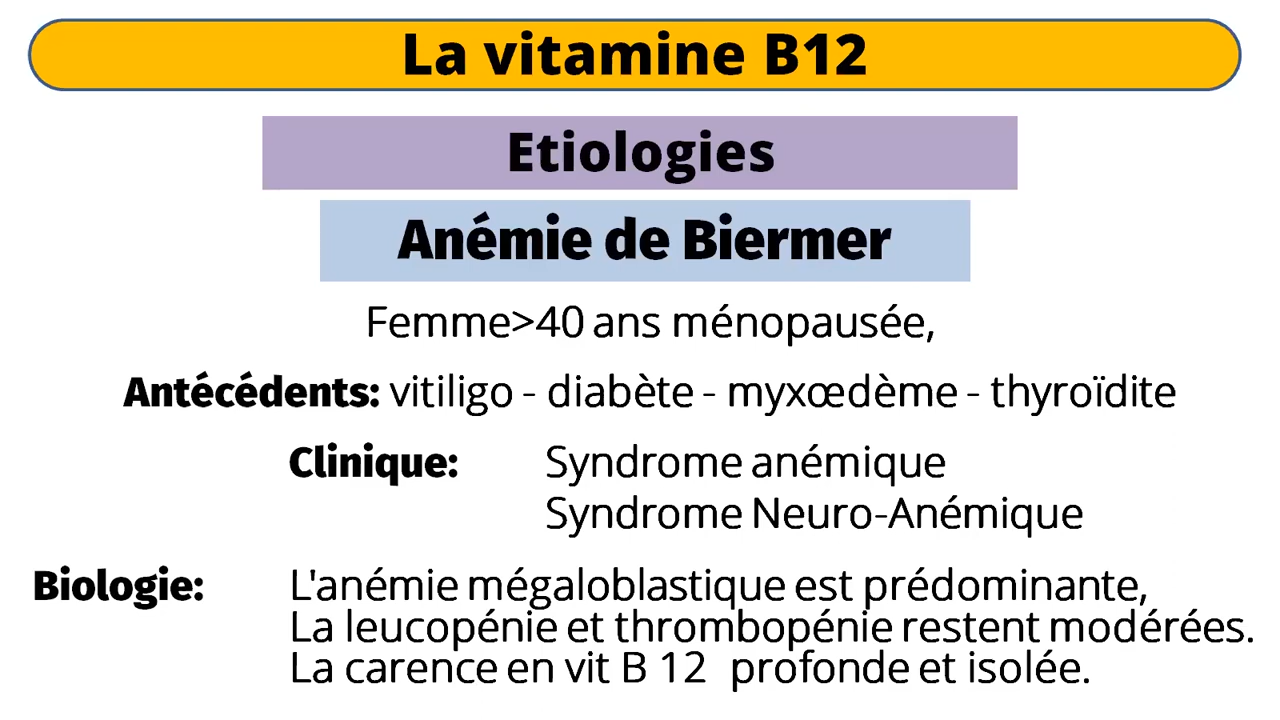 La vitamine B12
Etiologies
Anémie de Biermer
Femme>40 ans ménopausée,
Antécédents: vitiligo - diabète - myxœdème - thyroïdite
Clinique: Syndrome anémique
Syndrome Neuro-Anémique
Biologie: L'anémie mégaloblastique est prédominante,
La leucopénie et thrombopénie restent modérées.
La carence en vit B 12 profonde et isolée.